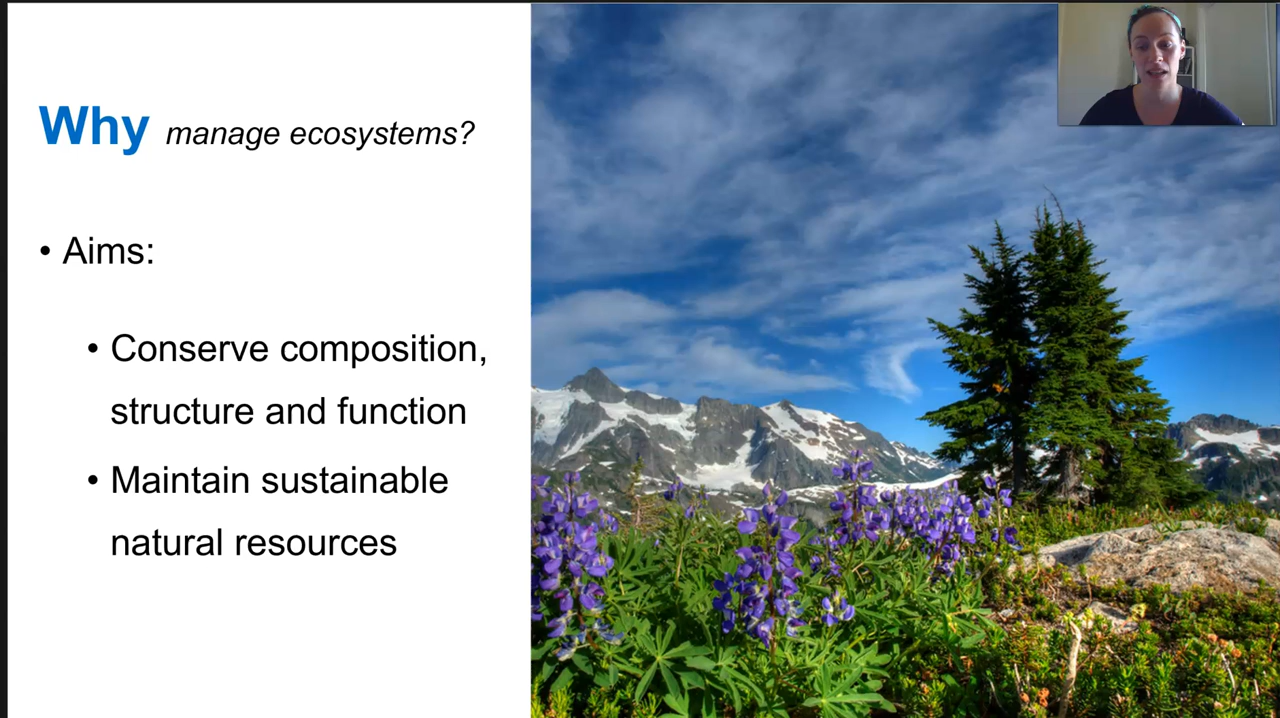 Why manage ecosystems?
• Aims:
• Conserve composition,
structure and function
• Maintain sustainable
natural resources